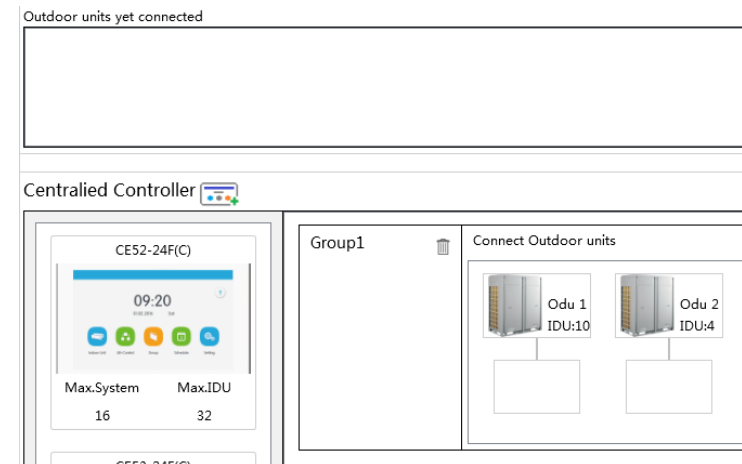 Outdoor units yet connected
Centralied Controller
CE52-24F(C)
09:20
Max.System Max.IDU
16 32
Group1
Connect Outdoor units
Odu 1
IDU:10
Odu 2
IDU:4